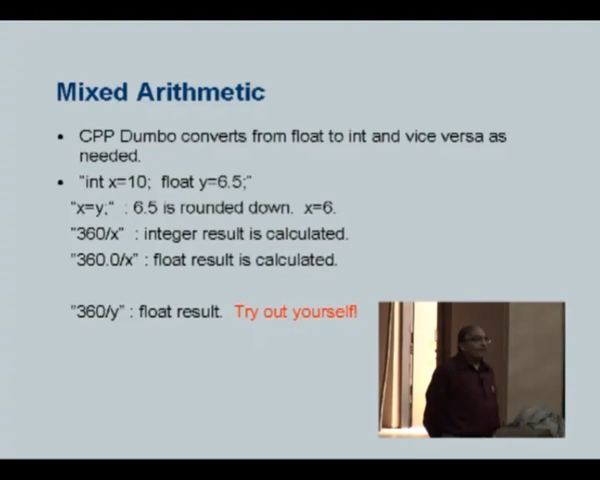 Mixed Arithmetic
• CPP Dumbo converts from float to int and vice versa as
needed.
• "int x=10; float y=6.5;"
"x=y;" : 6.5 is rounded down. x=6.
"360/x" : integer result is calculated.
"360.0/x" : float result is calculated.
"360/y" : float result. Try out yourself!